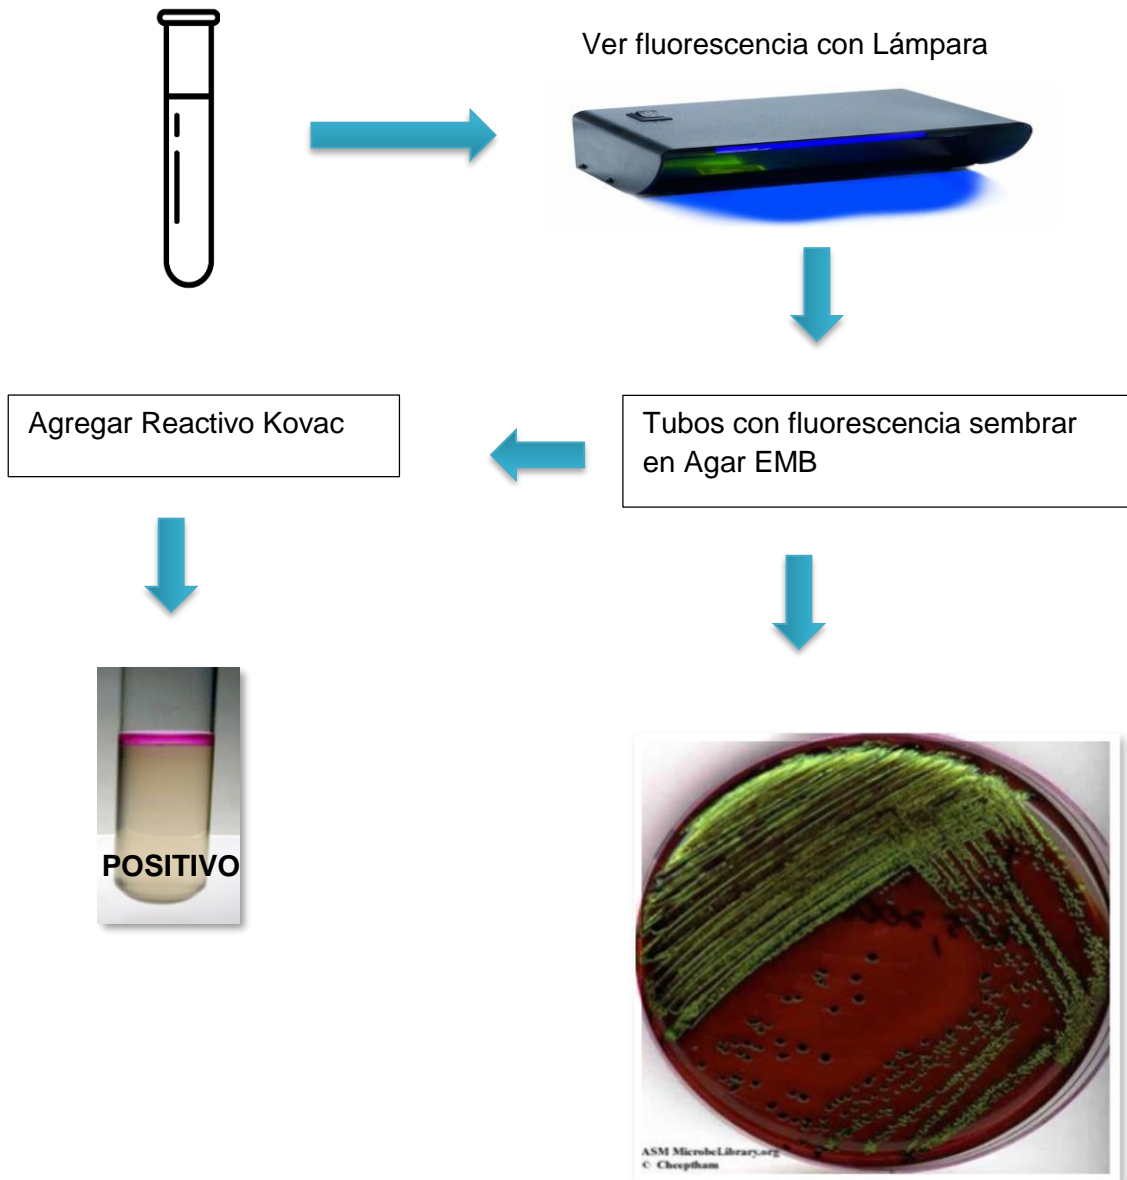 Ver fluorescencia con Lámpara
Agregar Reactivo Kovac
Tubos con fluorescencia sembrar
en Agar EMB
POSITIVO
ASM MicrobeLibrary.org
© Cheeptham